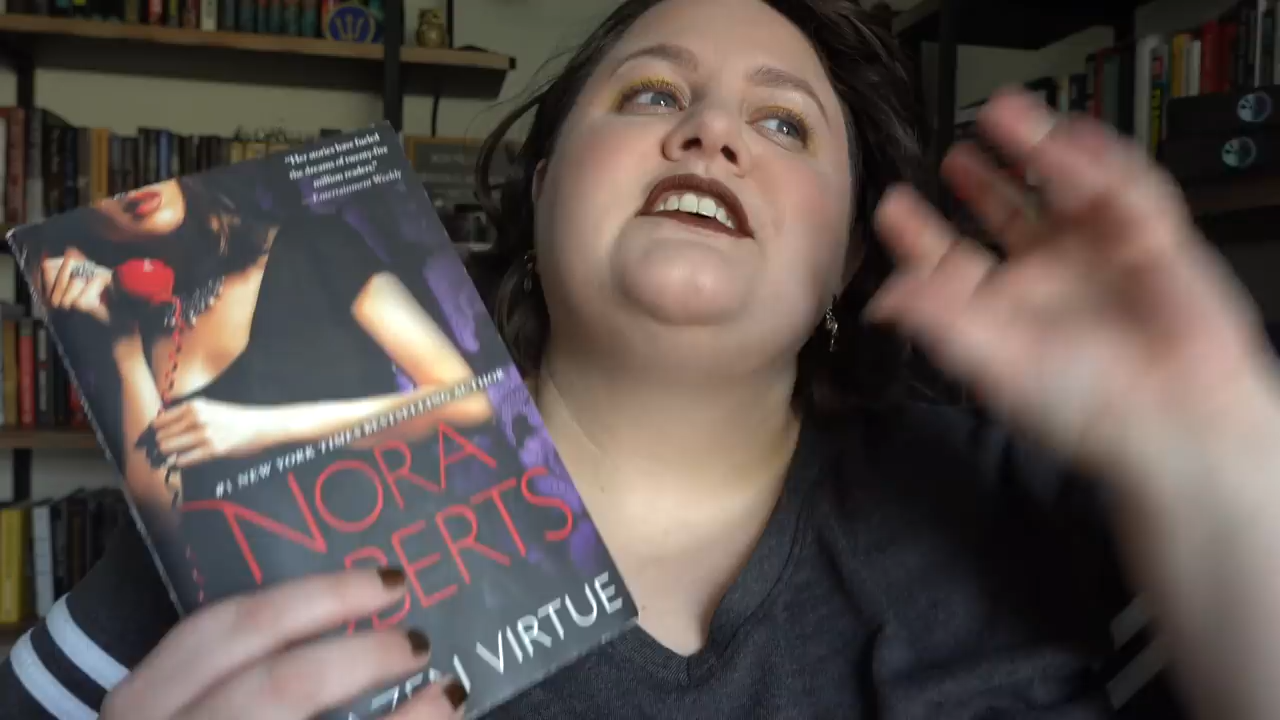 "Her stories have fueled
the dreams of twenty-five
million readers!"
Entertainment Weekly
#1 NEW YORK TIMES BESTSELLING AUTHOR
NORA
BERTS
VIRTUE